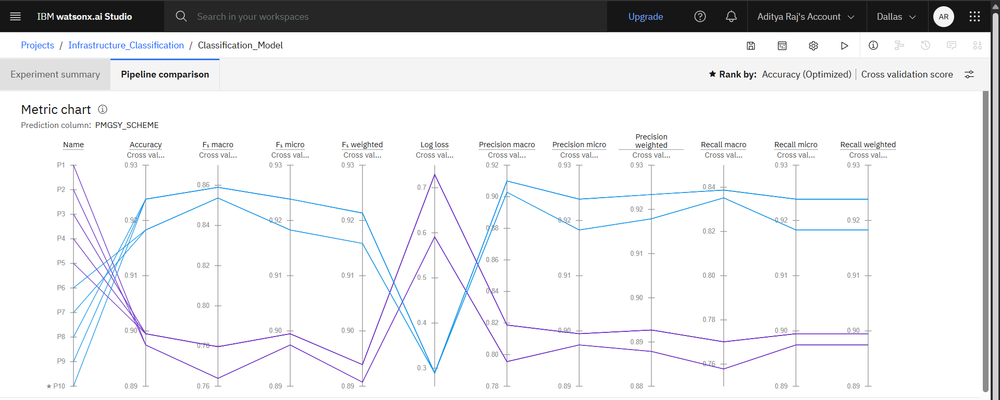 IBM watsonx.ai Studio
Search in your workspaces
Upgrade
Aditya Raj's Account
Dallas
AR
Projects / Infrastructure_Classification / Classification_Model
Experiment summary
Pipeline comparison
★ Rank by: Accuracy (Optimized) | Cross validation score
Metric chart
Prediction column: PMGSY_SCHEME
Name
P1
P2
P3
P4
P5
P6
P7
P8
P9
★ P10
Accuracy
Cross val...
0.93
0.92
0.91
0.90
0.89
F₁ macro
Cross val...
0.86
0.84
0.82
0.80
0.78
0.76
F₁ micro
Cross val...
0.93
0.92
0.91
0.90
0.89
F₁ weighted
Cross val...
0.93
0.92
0.91
0.90
0.89
Log loss
Cross val...
0.7
0.6
0.5
0.4
0.3
Precision macro
Cross val...
0.92
0.90
0.88
0.86
0.84
0.82
0.80
0.78
Precision micro
Cross val...
0.93
0.92
0.91
0.90
0.89
Precision
weighted
Cross val...
0.93
0.92
0.91
0.90
0.89
0.88
Recall macro
Cross val...
0.84
0.82
0.80
0.78
0.76
Recall micro
Cross val...
0.93
0.92
0.91
0.90
0.89
Recall weighted
Cross val...
0.93
0.92
0.91
0.90
0.89